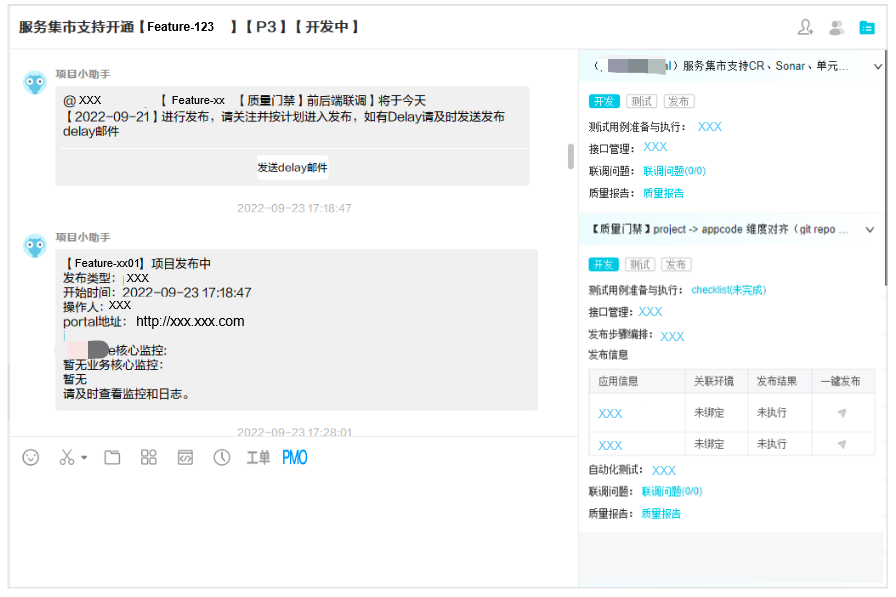 服务集市支持开通【Feature-123 】【P3】【开发中】
项目小助手
@XXX 【 Feature-xx 【质量门禁】前后端联调】将于今天
【2022-09-21】进行发布，请关注并按计划进入发布，如有Delay请及时发送发布
delay邮件
发送delay邮件
2022-09-23 17:18:47
项目小助手
【 Feature-xx01】项目发布中
发布类型： XXX
开始时间：2022-09-23 17:18:47
操作人：XXX
portal地址： http://xxx.xxx.com
e核心监控:
暂无业务核心监控：
暂无
请及时查看监控和日志。
2022-09-23 17:28:01
工单 PMO
）服务集市支持CR、Sonar、单元...
开发 测试 发布
测试用例准备与执行： XXX
接口管理： XXX
联调问题： 联调问题(0/0)
质量报告： 质量报告
【质量门禁】project -> appcode 维度对齐（git repo ...
开发 测试 发布
测试用例准备与执行： checklist(未完成)
接口管理： XXX
发布步骤编排： XXX
发布信息
应用信息 关联环境 发布结果 一键发布
XXX 未绑定 未执行
XXX 未绑定 未执行
自动化测试： XXX
联调问题： 联调问题(0/0)
质量报告： 质量报告